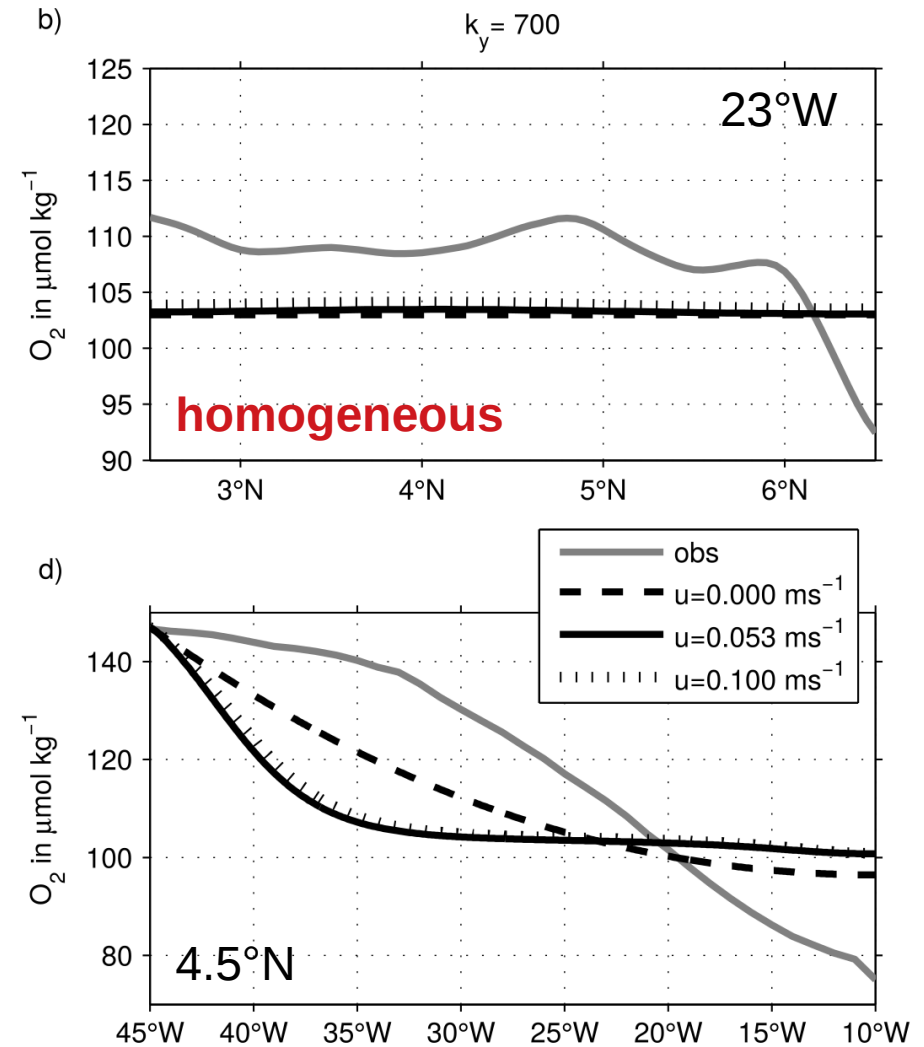 b)
k_y= 700
125
120
115
110
105
100
95
90
O₂ in µmol kg⁻¹
23°W
homogeneous
3°N 4°N 5°N 6°N
d)
obs
u=0.000 ms⁻¹
u=0.053 ms⁻¹
u=0.100 ms⁻¹
140
120
100
80
O₂ in µmol kg⁻¹
4.5°N
45°W 40°W 35°W 30°W 25°W 20°W 15°W 10°W